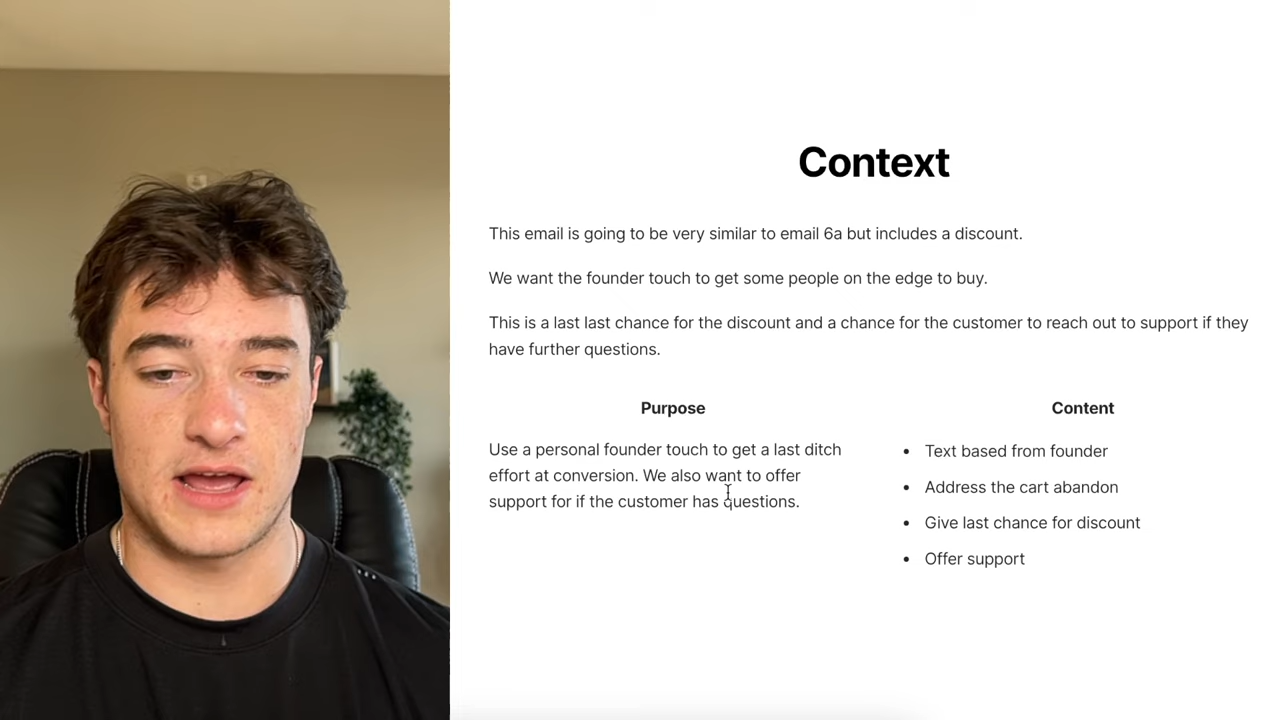 Context
This email is going to be very similar to email 6a but includes a discount.
We want the founder touch to get some people on the edge to buy.
This is a last last chance for the discount and a chance for the customer to reach out to support if they
have further questions.
Purpose
Use a personal founder touch to get a last ditch
effort at conversion. We also want to offer
support for if the customer has questions.
Content
• Text based from founder
• Address the cart abandon
• Give last chance for discount
• Offer support